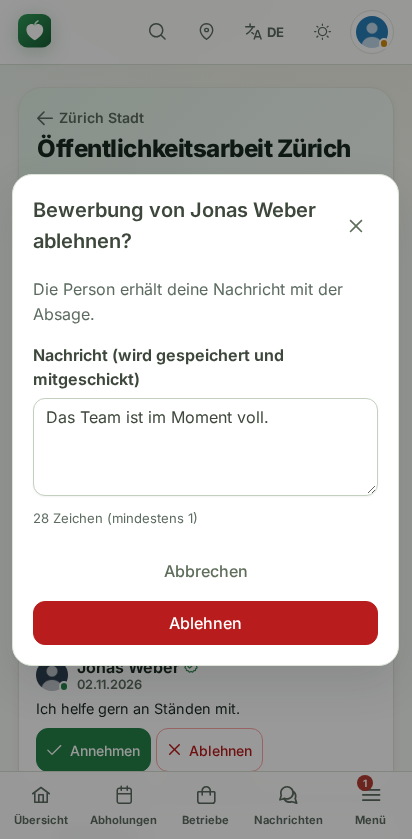 DE
Zürich Stadt
Öffentlichkeitsarbeit Zürich
Bewerbung von Jonas Weber
ablehnen?
Die Person erhält deine Nachricht mit der
Absage.
Nachricht (wird gespeichert und
mitgeschickt)
Das Team ist im Moment voll.
28 Zeichen (mindestens 1)
Abbrechen
Ablehnen
Jonas Weber
02.11.2026
Ich helfe gern an Ständen mit.
Annehmen
Ablehnen
1
Übersicht
Abholungen
Betriebe
Nachrichten
Menü